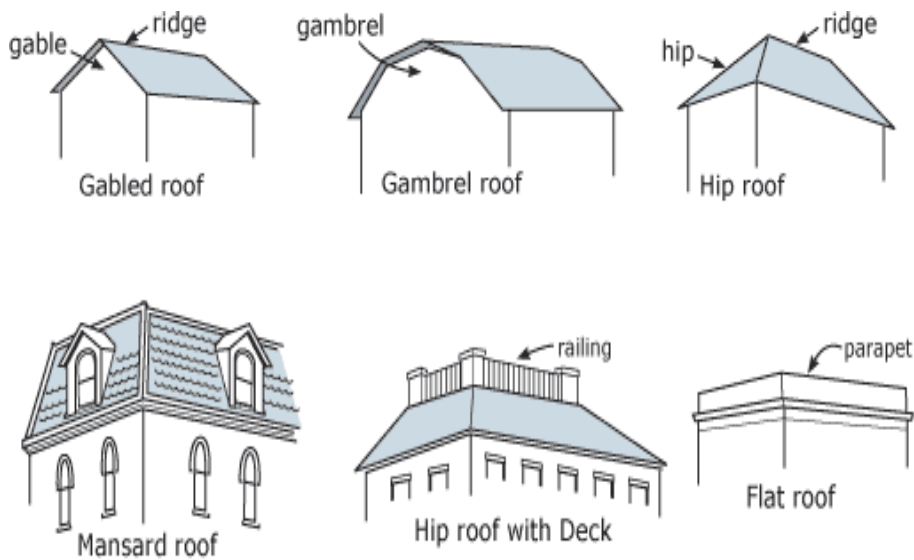 ridge
gable
Gabled roof
gambrel
Gambrel roof
ridge
hip
Hip roof
Mansard roof
railing
Hip roof with Deck
parapet
Flat roof